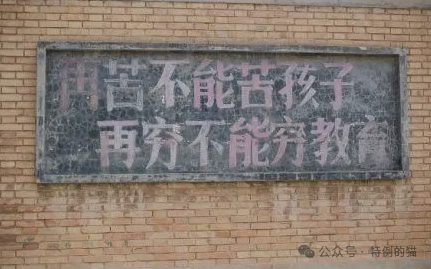 再苦不能苦孩子
再穷不能穷教育
公众号·特例的猫